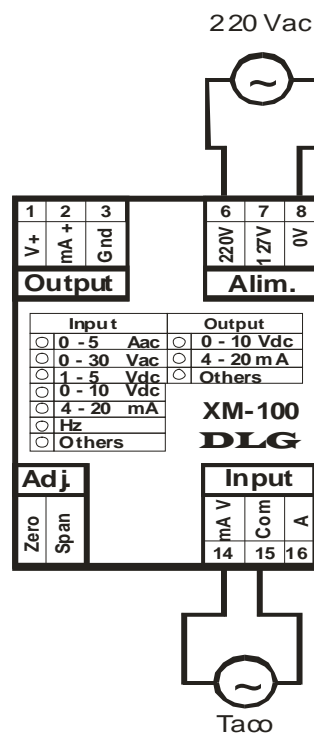 220 Vac
~
1 2 3 6 7 8
V+ mA + Gnd 220V 127V 0V
Output Alim.
Input Output
0 - 5 Aac 0 - 10 Vdc
0 - 30 Vac 4 - 20 mA
1 - 5 Vdc Others
0 - 10 Vdc
4 - 20 mA
Hz
Others
XM-100
DLG
Adj. Input
Zero Span mA V Com A
14 15 16
~
Taco